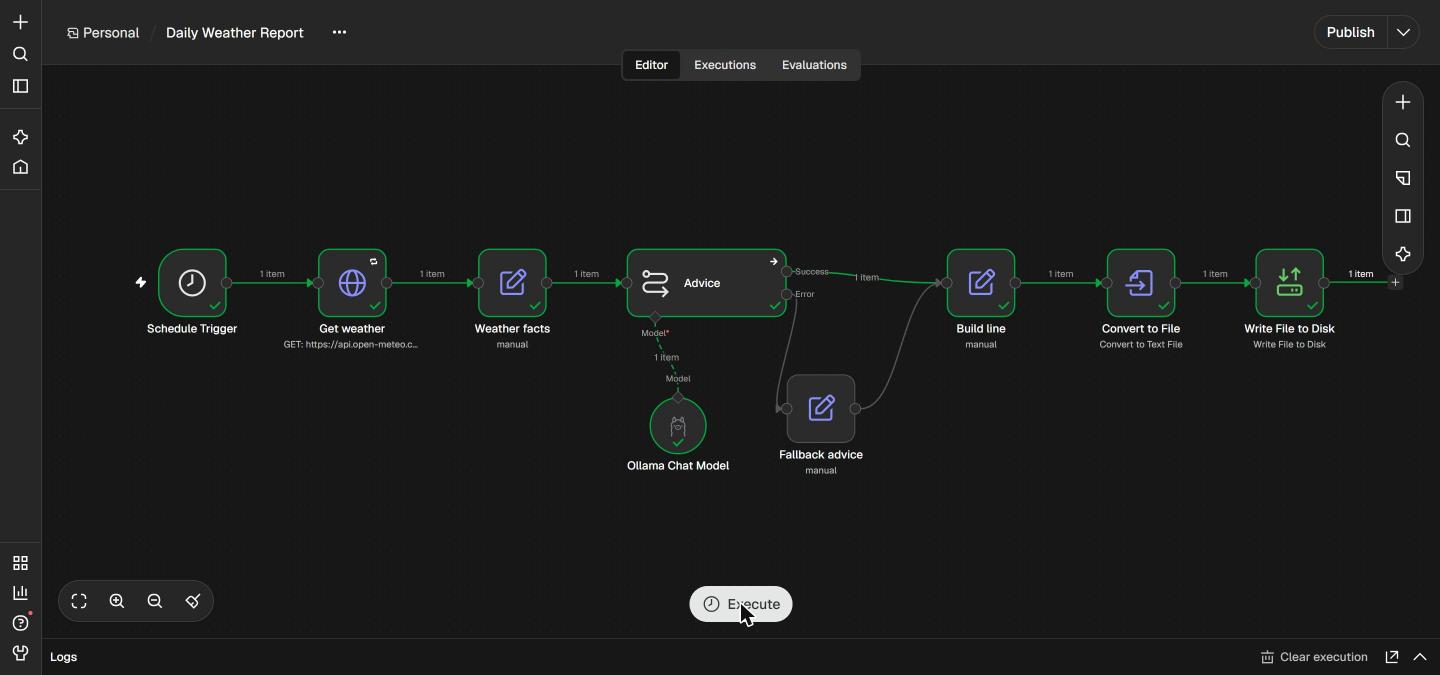 Personal / Daily Weather Report ...
Publish
Editor Executions Evaluations
1 item 1 item 1 item Success 1 item 1 item 1 item 1 item
Advice
Error
Schedule Trigger
Get weather
GET: https://api.open-meteo.c...
Weather facts
manual
Model*
1 item
Model
Ollama Chat Model
Fallback advice
manual
Build line
manual
Convert to File
Convert to Text File
Write File to Disk
Write File to Disk
Execute
Logs
Clear execution